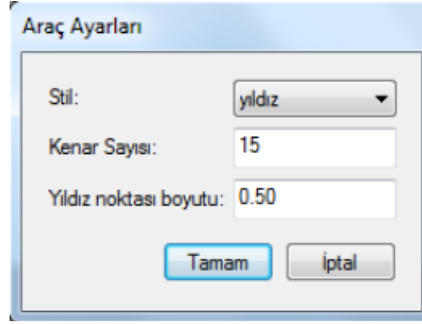 Araç Ayarları
Stil: yıldız
Kenar Sayısı: 15
Yıldız noktası boyutu: 0.50
Tamam İptal